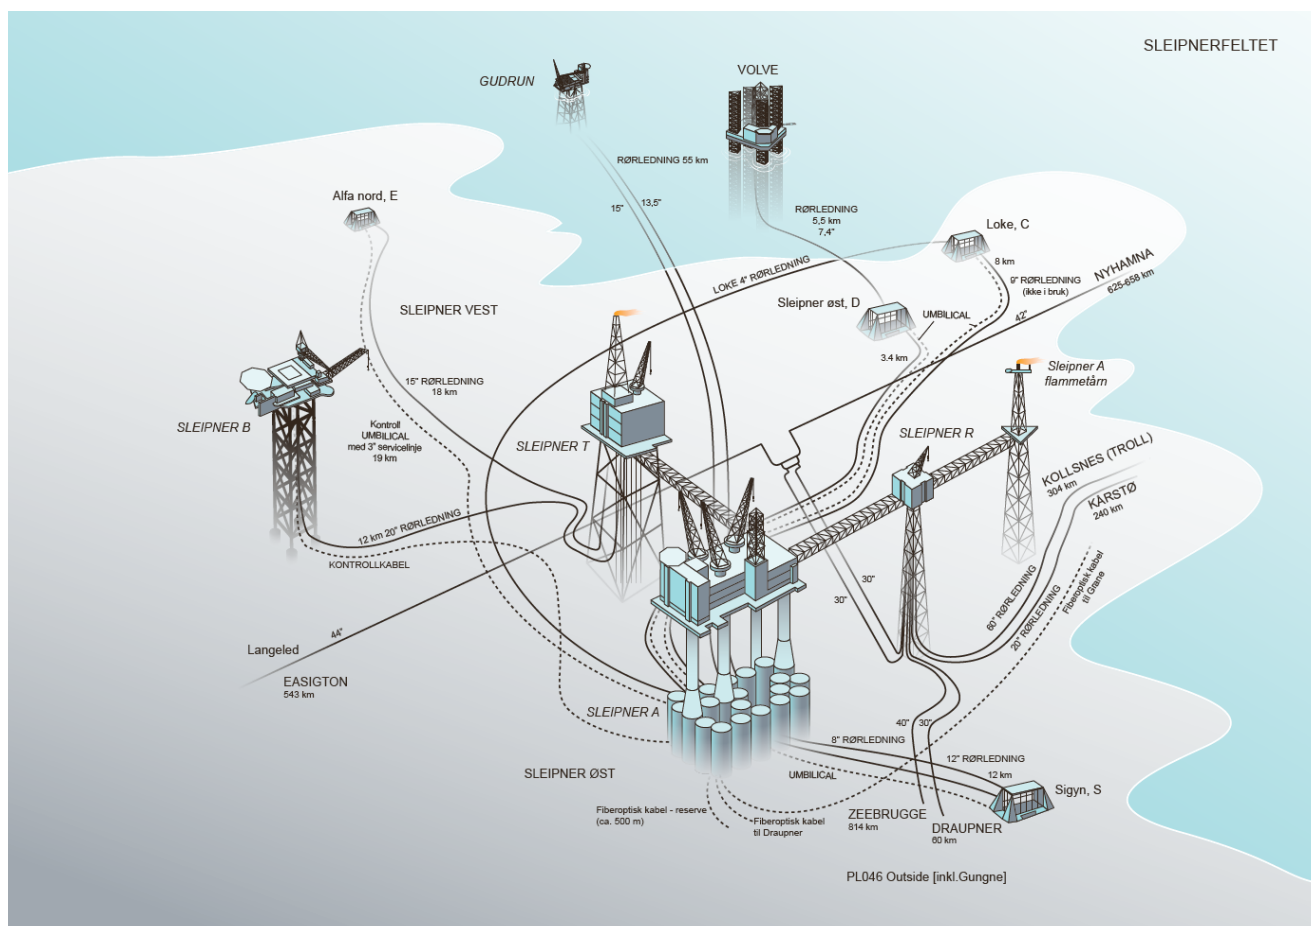 SLEIPNERFELTET
GUDRUN
VOLVE
RØRLEDNING 55 km
15"
13,5"
Alfa nord, E
RØRLEDNING
5,5 km
7,4"
Loke, C
8 km
LOKE 4" RØRLEDNING
9" RØRLEDNING
(ikke i bruk)
NYHAMNA
625-658 km
42"
SLEIPNER VEST
Sleipner øst, D
UMBILICAL
3.4 km
Sleipner A
flammetårn
15" RØRLEDNING
18 km
SLEIPNER B
Kontroll
UMBILICAL
med 3" servicelinje
19 km
SLEIPNER T
SLEIPNER R
KOLLSNES (TROLL)
304 km
KÅRSTØ
240 km
12 km 20" RØRLEDNING
KONTROLLKABEL
30"
30"
60" RØRLEDNING
20" RØRLEDNING
Fiberoptisk kabel
til Grane
44"
Langeled
EASIGTON
543 km
SLEIPNER A
40"
30"
8" RØRLEDNING
12" RØRLEDNING
12 km
SLEIPNER ØST
UMBILICAL
Sigyn, S
Fiberoptisk kabel - reserve
(ca. 500 m)
Fiberoptisk kabel
til Draupner
ZEEBRUGGE
814 km
DRAUPNER
60 km
PL046 Outside [inkl.Gungne]